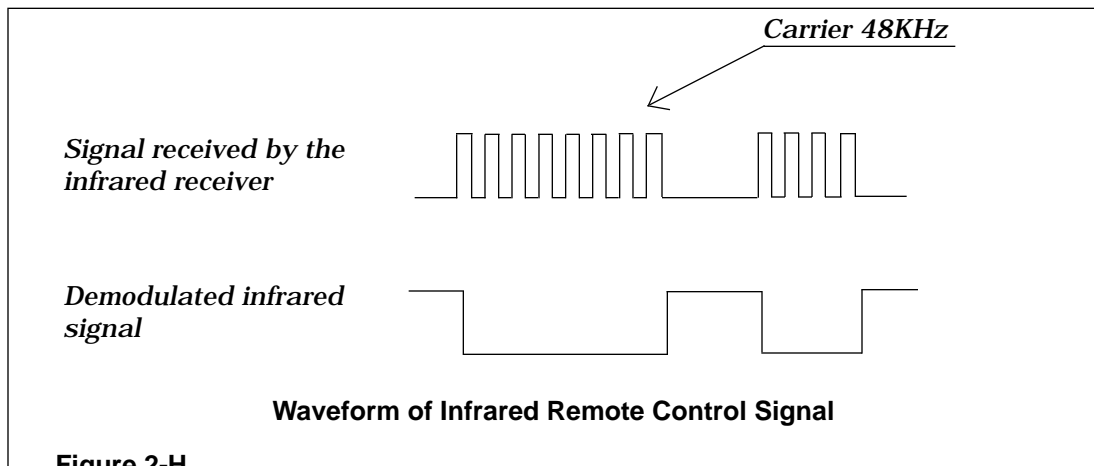 Carrier 48KHz
Signal received by the
infrared receiver
Demodulated infrared
signal
Waveform of Infrared Remote Control Signal
Figure 2-H